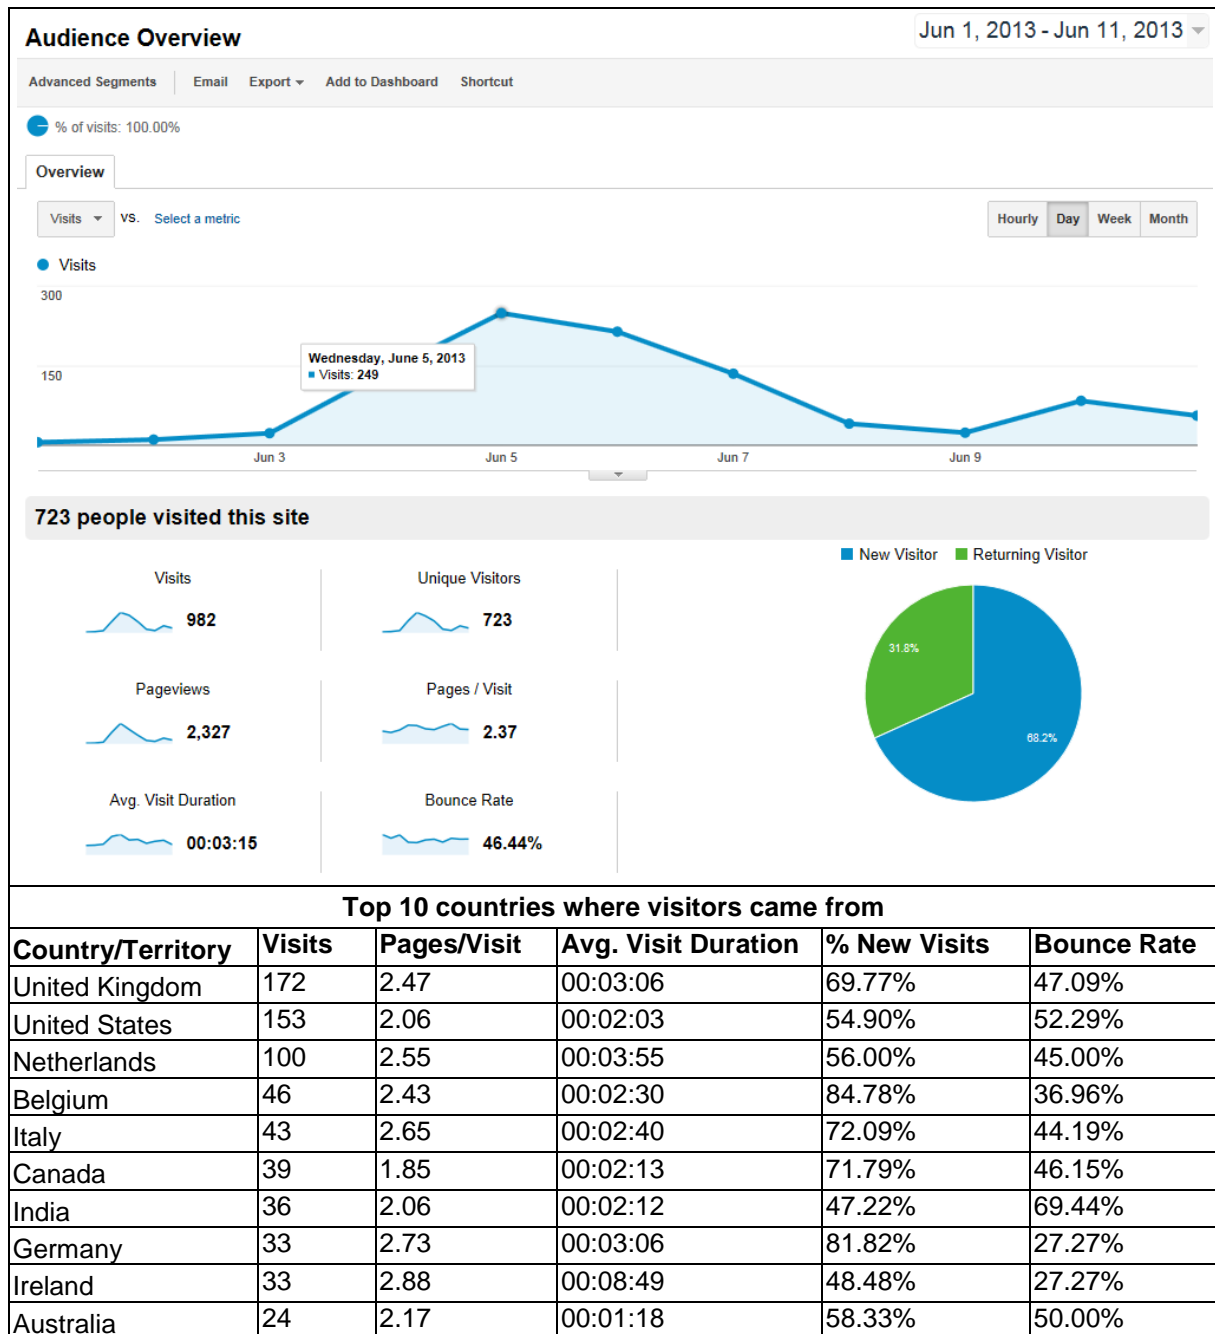 Audience Overview
Jun 1, 2013 - Jun 11, 2013
Advanced Segments Email Export Add to Dashboard Shortcut
% of visits: 100.00%
Overview
Visits VS. Select a metric
Hourly Day Week Month
Visits
300
150
Wednesday, June 5, 2013
Visits: 249
Jun 3 Jun 5 Jun 7 Jun 9
723 people visited this site
New Visitor Returning Visitor
Visits
982
Unique Visitors
723
Pageviews
2,327
Pages / Visit
2.37
Avg. Visit Duration
00:03:15
Bounce Rate
46.44%
31.8%
68.2%
Top 10 countries where visitors came from
Country/Territory Visits Pages/Visit Avg. Visit Duration % New Visits Bounce Rate
United Kingdom 172 2.47 00:03:06 69.77% 47.09%
United States 153 2.06 00:02:03 54.90% 52.29%
Netherlands 100 2.55 00:03:55 56.00% 45.00%
Belgium 46 2.43 00:02:30 84.78% 36.96%
Italy 43 2.65 00:02:40 72.09% 44.19%
Canada 39 1.85 00:02:13 71.79% 46.15%
India 36 2.06 00:02:12 47.22% 69.44%
Germany 33 2.73 00:03:06 81.82% 27.27%
Ireland 33 2.88 00:08:49 48.48% 27.27%
Australia 24 2.17 00:01:18 58.33% 50.00%